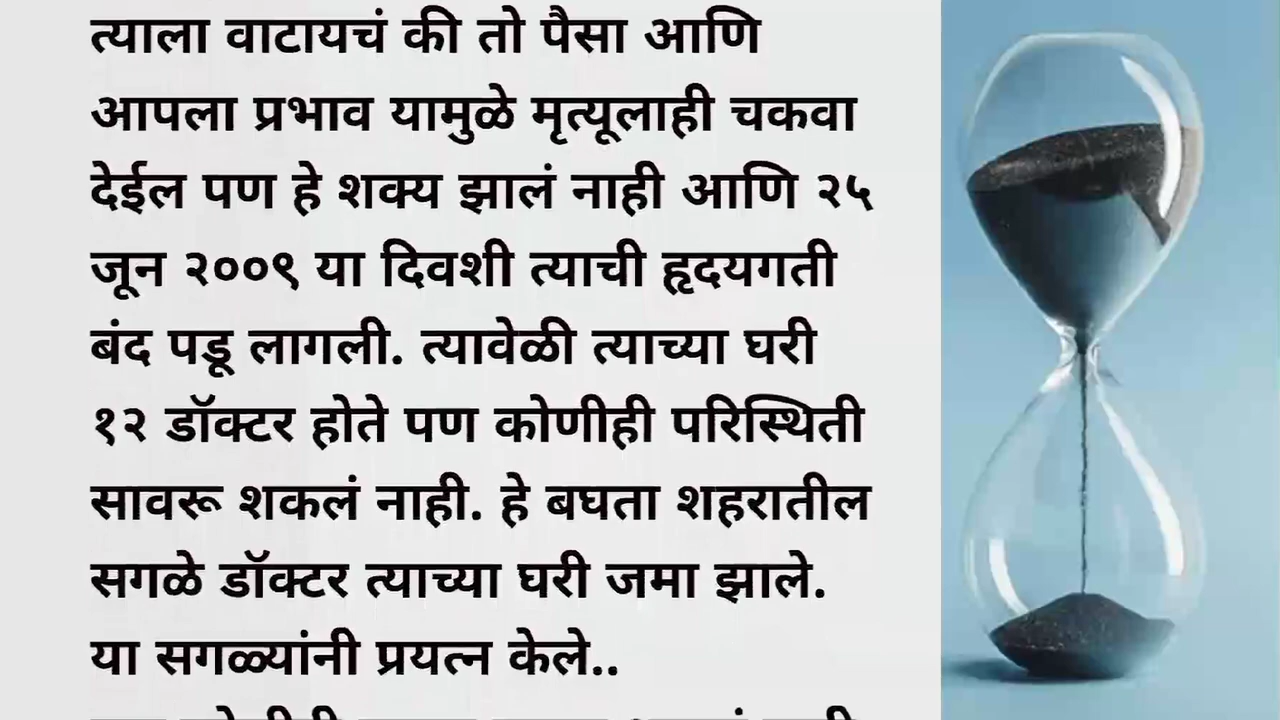 त्याला वाटायचं की तो पैसा आणि
आपला प्रभाव यामुळे मृत्यूलाही चकवा
देईल पण हे शक्य झालं नाही आणि २५
जून २००९ या दिवशी त्याची हृदयगती
बंद पडू लागली. त्यावेळी त्याच्या घरी
१२ डॉक्टर होते पण कोणीही परिस्थिती
सावरू शकलं नाही. हे बघता शहरातील
सगळे डॉक्टर त्याच्या घरी जमा झाले.
या सगळ्यांनी प्रयत्न केले..